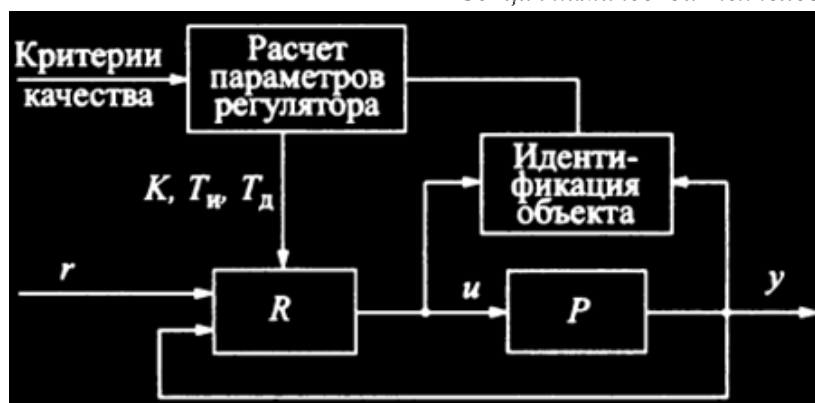 Критерии
качества
Расчет
параметров
регулятора
Иденти-
фикация
объекта
K, Tи, Tд
r
R
u
P
y